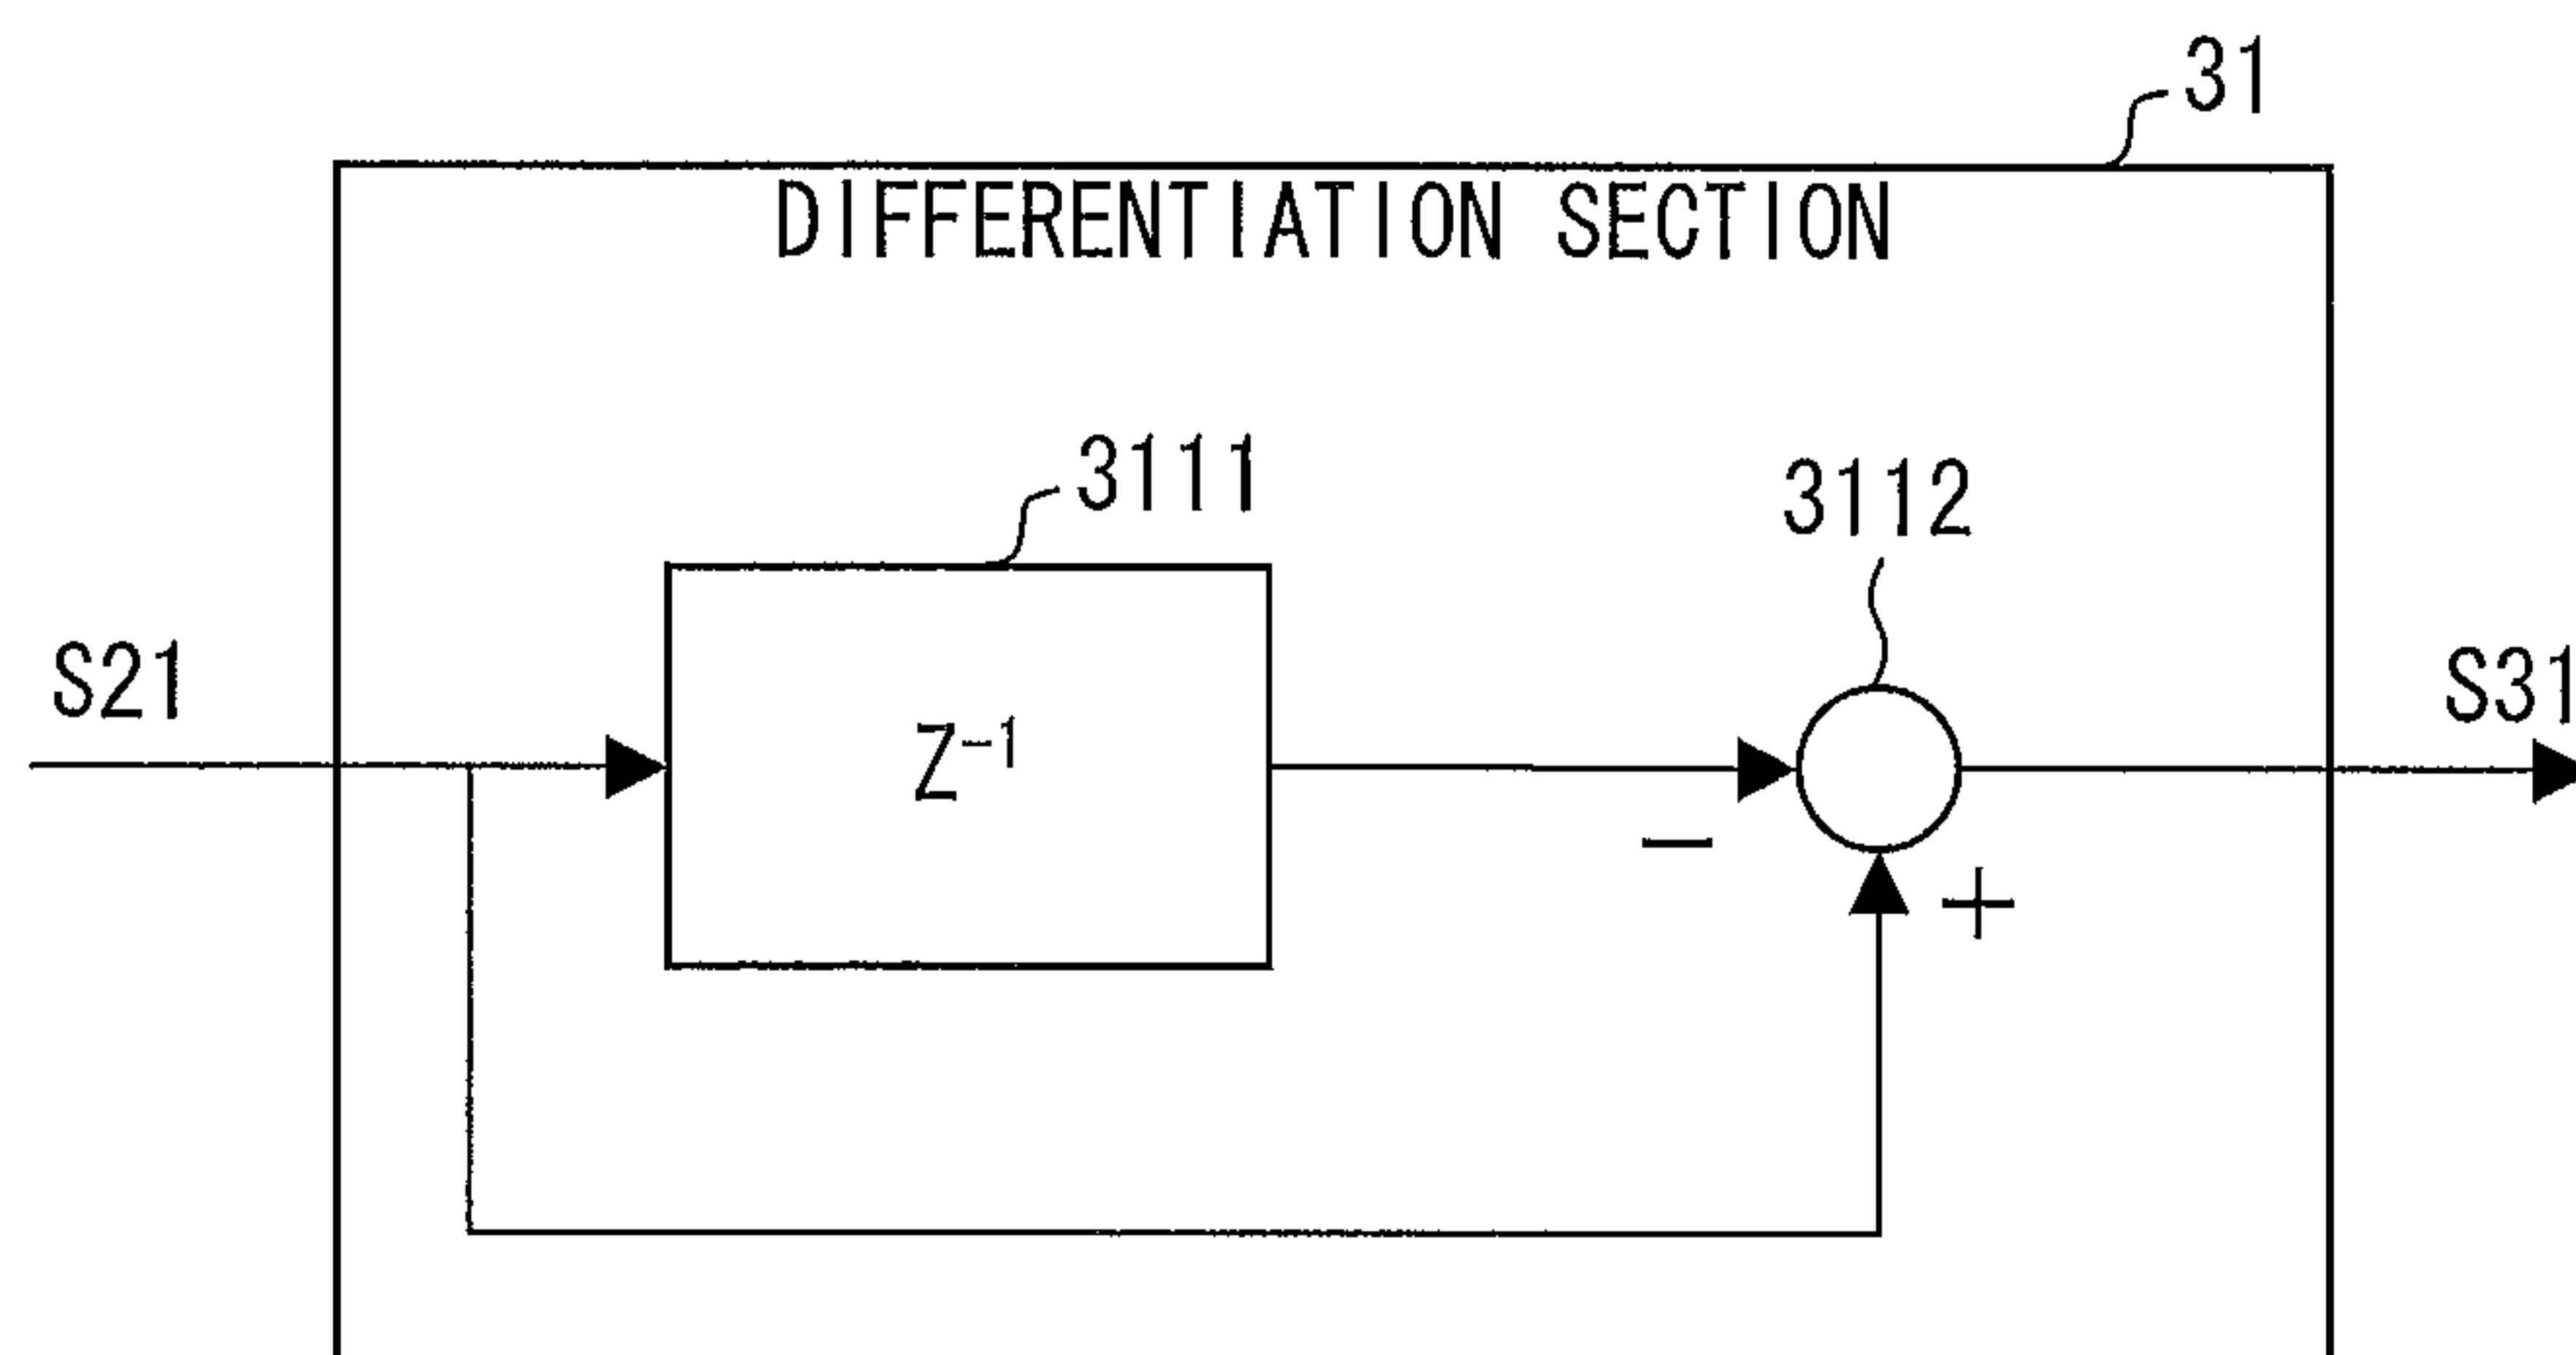 31
DIFFERENTIATION SECTION
3111
3112
S21
S31
Z⁻¹
−
+